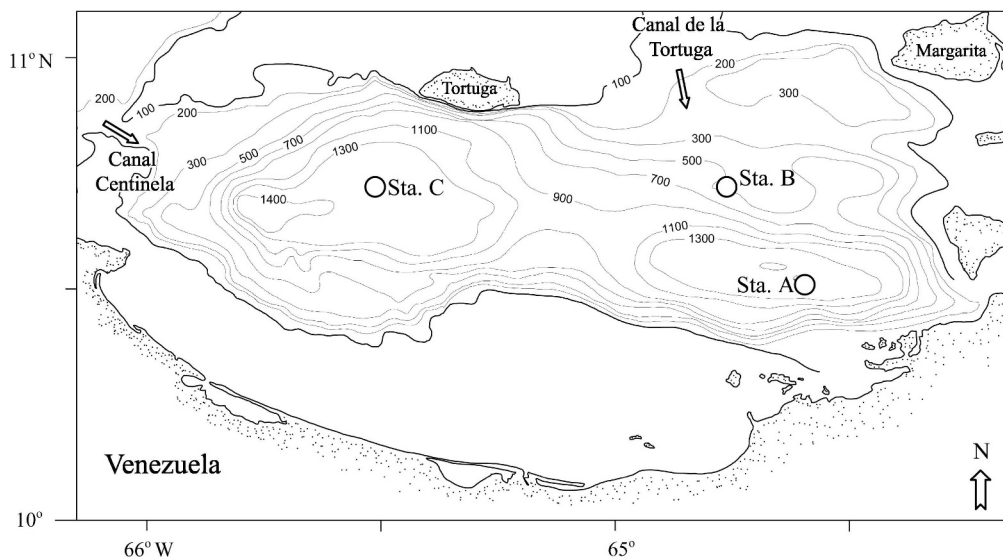 11° N
10°
66° W
65°
Canal de la
Tortuga
Margarita
Tortuga
Canal
Centinela
Sta. C
Sta. B
Sta. A
Venezuela
N
200
100
200
300
500
700
1100
1300
1400
900
100
200
300
300
500
700
1100
1300